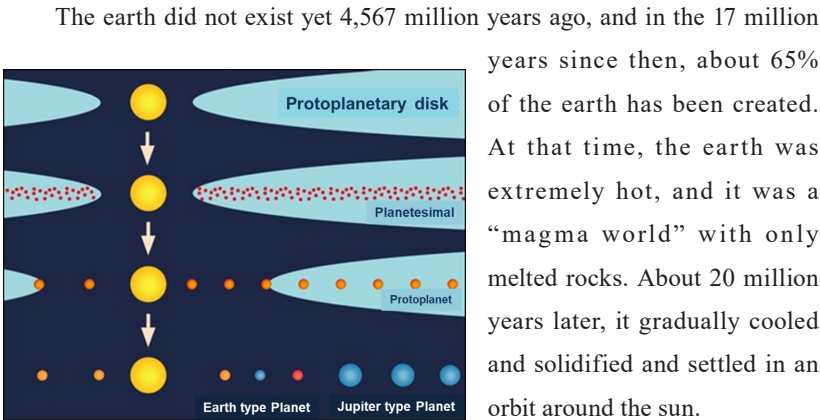 The earth did not exist yet 4,567 million years ago, and in the 17 million
years since then, about 65%
of the earth has been created.
At that time, the earth was
extremely hot, and it was a
“magma world” with only
melted rocks. About 20 million
years later, it gradually cooled
and solidified and settled in an
orbit around the sun.
Protoplanetary disk
Planetesimal
Protoplanet
Earth type Planet
Jupiter type Planet